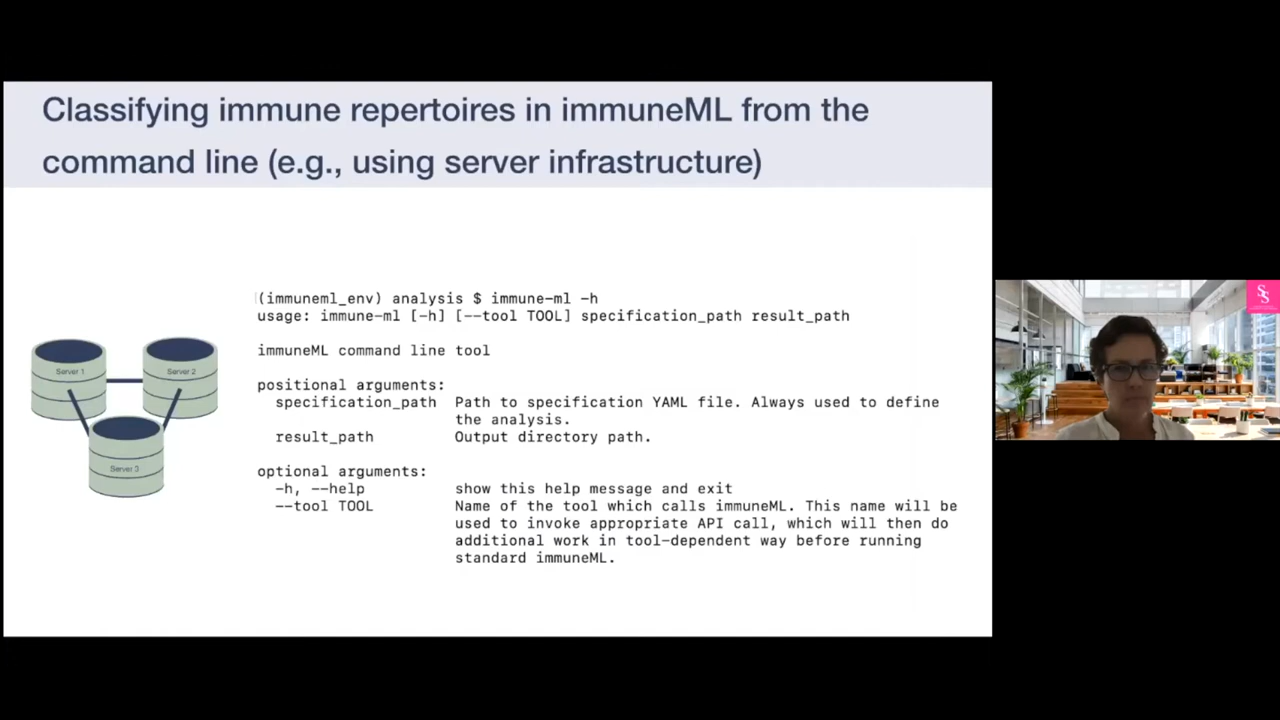 Classifying immune repertoires in immuneML from the
command line (e.g., using server infrastructure)
(immuneml_env) analysis $ immune-ml -h
usage: immune-ml [-h] [--tool TOOL] specification_path result_path
immuneML command line tool
positional arguments:
specification_path Path to specification YAML file. Always used to define
the analysis.
result_path Output directory path.
optional arguments:
-h, --help show this help message and exit
--tool TOOL Name of the tool which calls immuneML. This name will be
used to invoke appropriate API call, which will then do
additional work in tool-dependent way before running
standard immuneML.
Server 1
Server 2
Server 3
SS